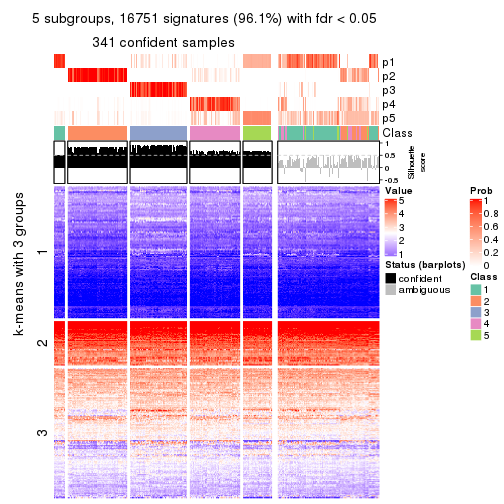 5 subgroups, 16751 signatures (96.1%) with fdr < 0.05
341 confident samples
p1
p2
p3
p4
p5
Class
1
0.5
0
-0.5
Silhouette
score
k-means with 3 groups
1
2
3
Value
5
4
3
2
1
Status (barplots)
confident
ambiguous
Prob
1
0.8
0.6
0.4
0.2
0
Class
1
2
3
4
5